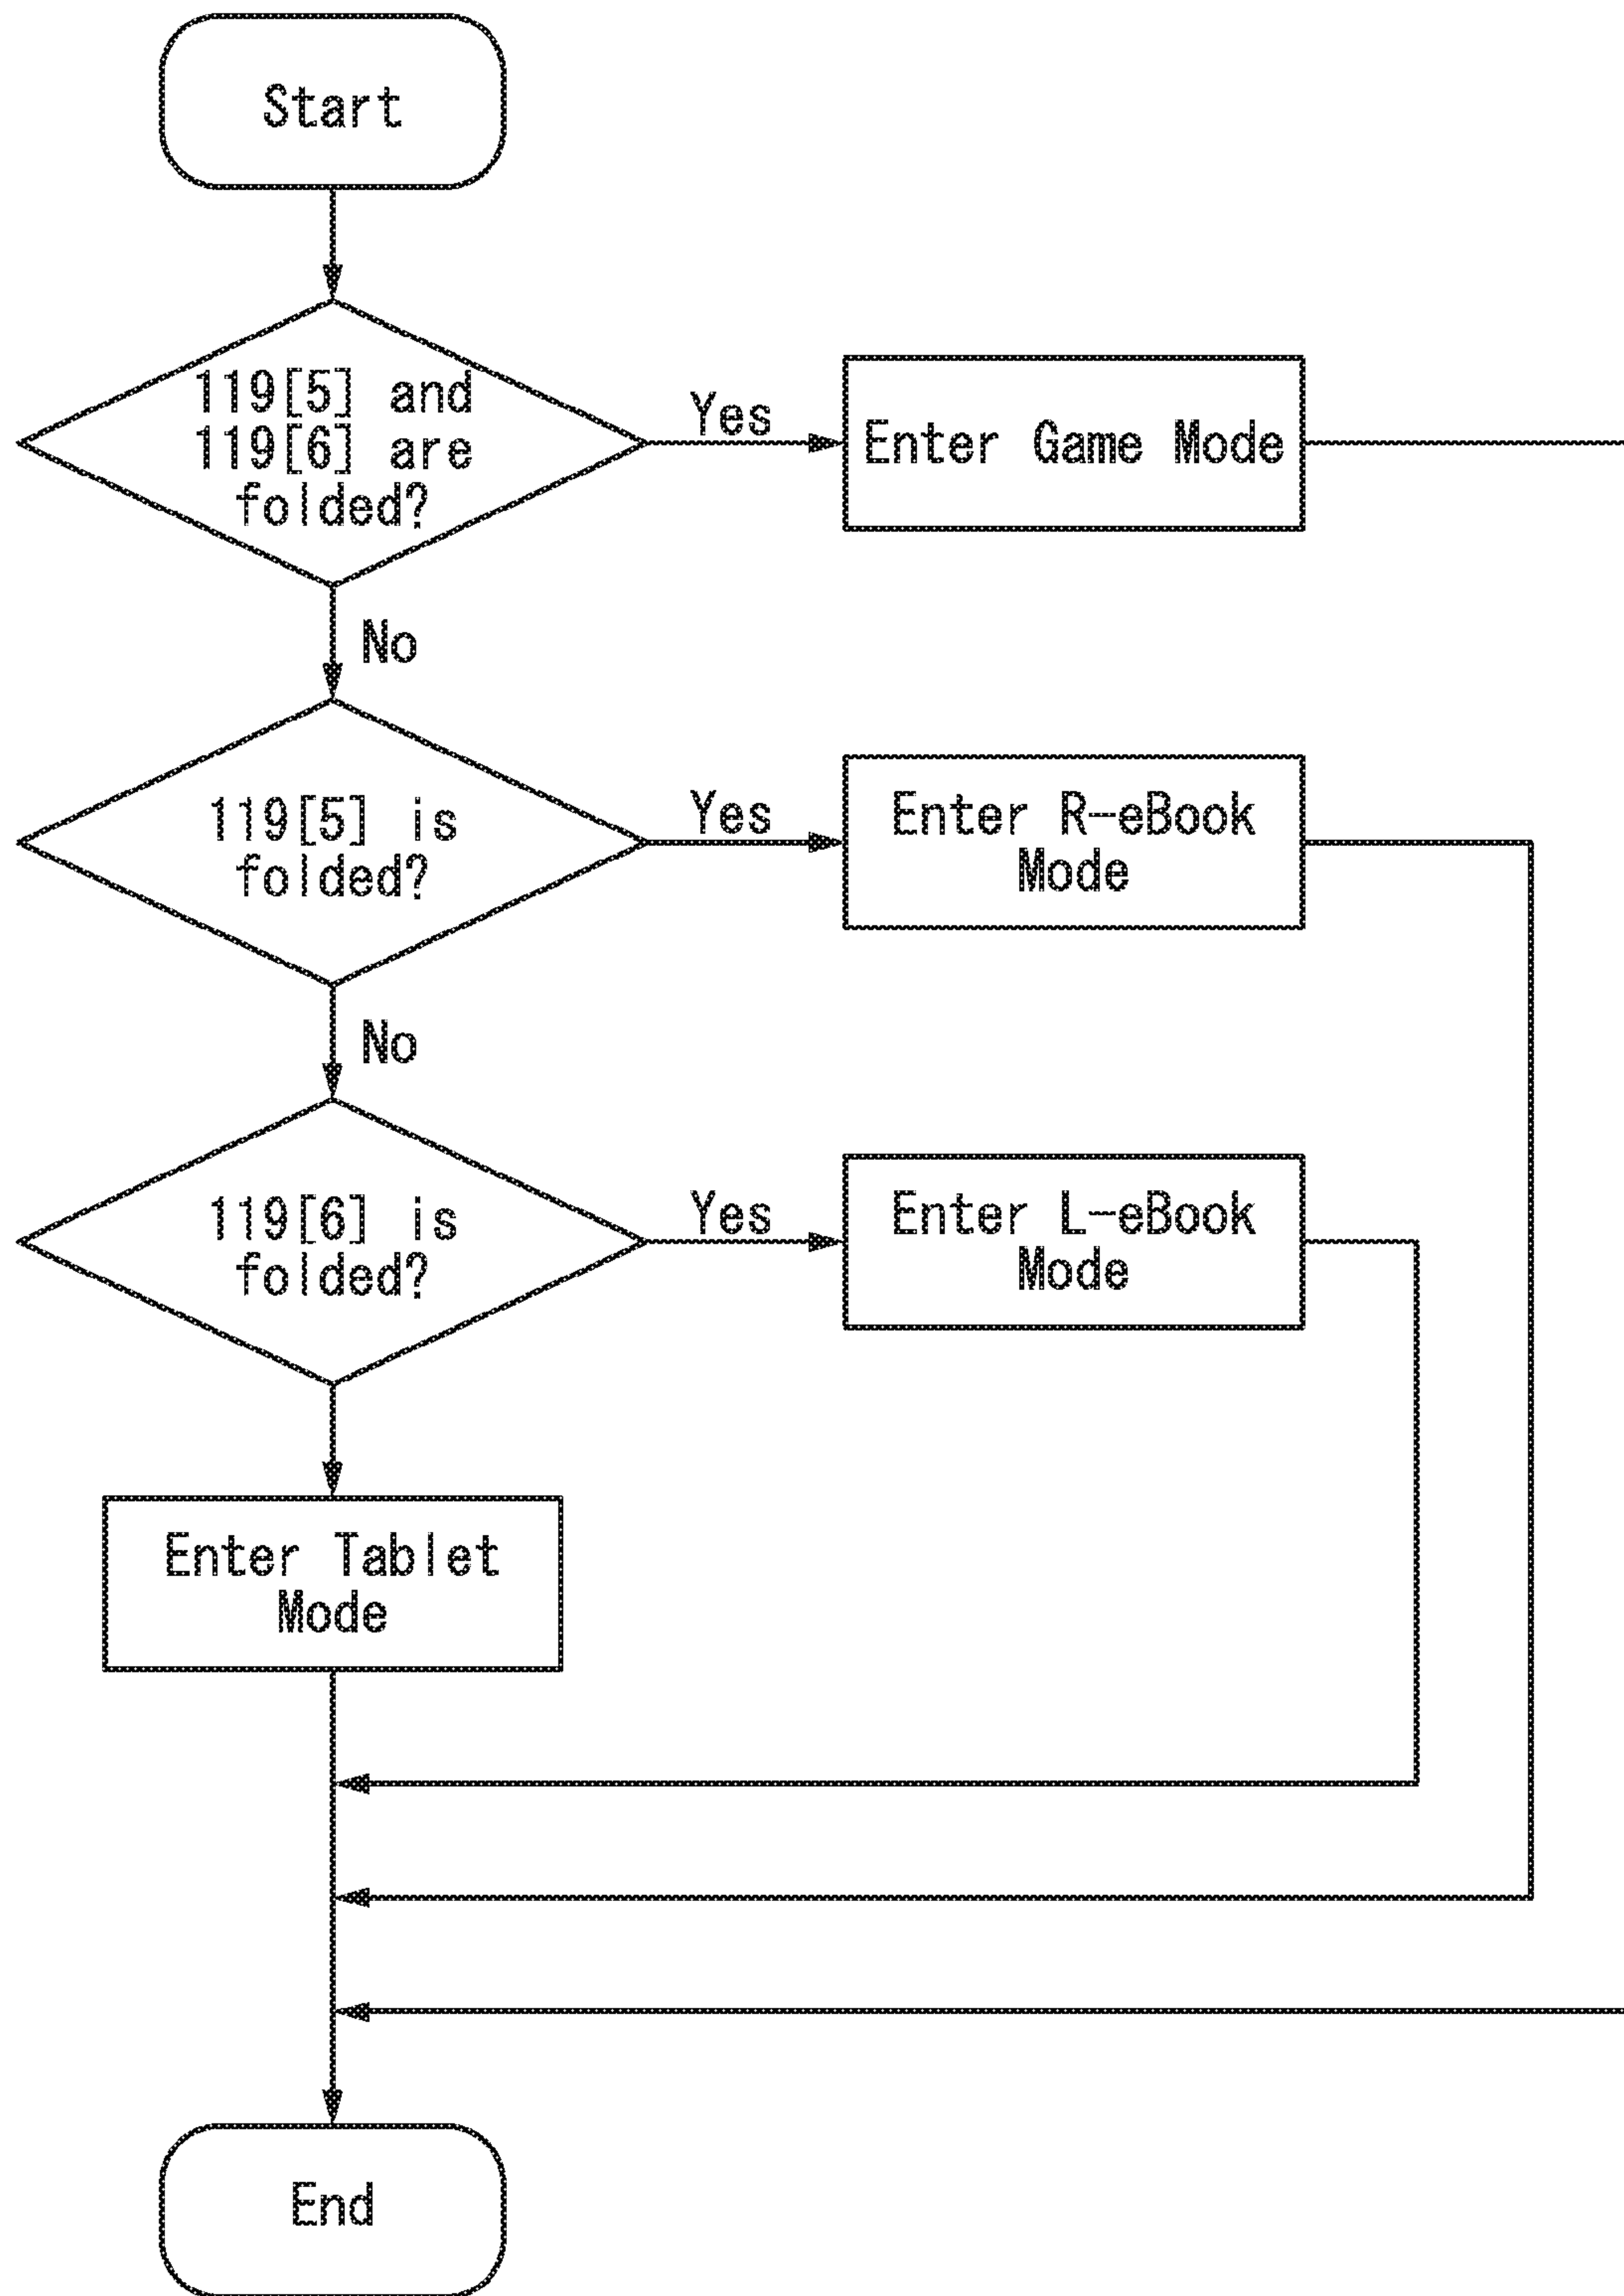 Start
119[5] and
119[6] are
folded?
Yes
Enter Game Mode
No
119[5] is
folded?
Yes
Enter R-eBook
Mode
No
119[6] is
folded?
Yes
Enter L-eBook
Mode
Enter Tablet
Mode
End